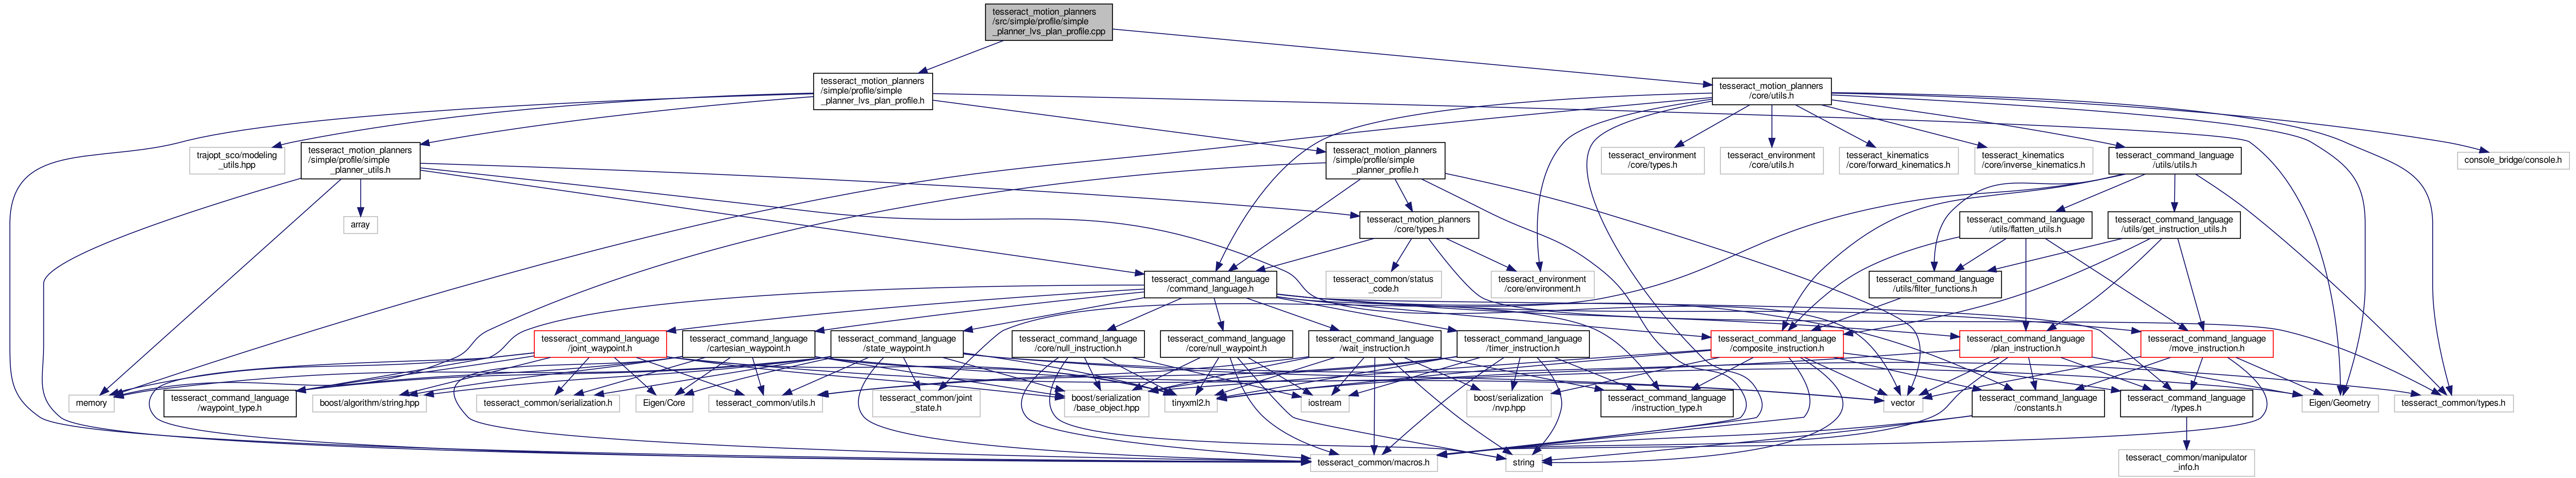 tesseract_motion_planners
/src/simple/profile/simple
_planner_lvs_plan_profile.cpp
tesseract_motion_planners
/simple/profile/simple
_planner_lvs_plan_profile.h
tesseract_motion_planners
/core/utils.h
trajopt_sco/modeling
_utils.hpp
tesseract_motion_planners
/simple/profile/simple
_planner_utils.h
tesseract_motion_planners
/simple/profile/simple
_planner_profile.h
tesseract_environment
/core/types.h
tesseract_environment
/core/utils.h
tesseract_kinematics
/core/forward_kinematics.h
tesseract_kinematics
/core/inverse_kinematics.h
tesseract_command_language
/utils/utils.h
console_bridge/console.h
array
tesseract_motion_planners
/core/types.h
tesseract_command_language
/utils/flatten_utils.h
tesseract_command_language
/utils/get_instruction_utils.h
tesseract_command_language
/command_language.h
tesseract_common/status
_code.h
tesseract_environment
/core/environment.h
tesseract_command_language
/utils/filter_functions.h
tesseract_command_language
/joint_waypoint.h
tesseract_command_language
/cartesian_waypoint.h
tesseract_command_language
/state_waypoint.h
tesseract_command_language
/core/null_instruction.h
tesseract_command_language
/core/null_waypoint.h
tesseract_command_language
/wait_instruction.h
tesseract_command_language
/timer_instruction.h
tesseract_command_language
/composite_instruction.h
tesseract_command_language
/plan_instruction.h
tesseract_command_language
/move_instruction.h
memory
tesseract_command_language
/waypoint_type.h
boost/algorithm/string.hpp
tesseract_common/serialization.h
Eigen/Core
tesseract_common/utils.h
tesseract_common/joint
_state.h
boost/serialization
/base_object.hpp
tinyxml2.h
iostream
boost/serialization
/nvp.hpp
tesseract_command_language
/instruction_type.h
vector
tesseract_command_language
/constants.h
tesseract_command_language
/types.h
Eigen/Geometry
tesseract_common/types.h
tesseract_common/macros.h
string
tesseract_common/manipulator
_info.h